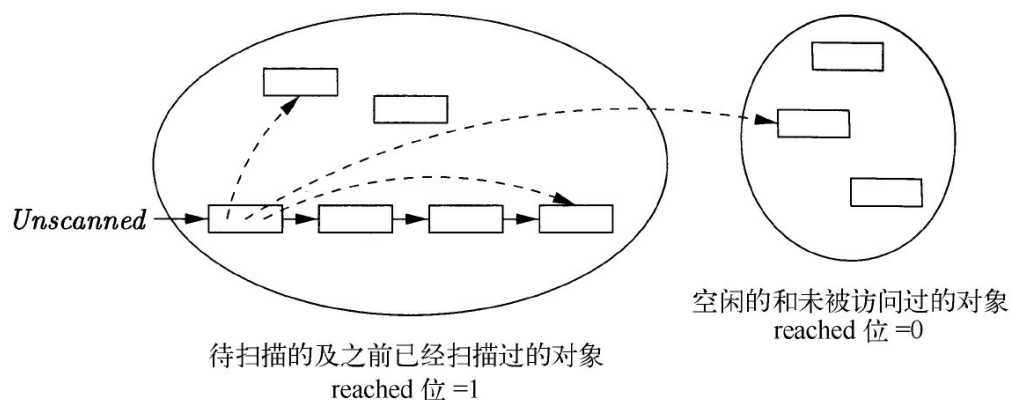 Unscanned
空闲的和未被访问过的对象
reached 位 =0
待扫描的及之前已经扫描过的对象
reached 位 =1